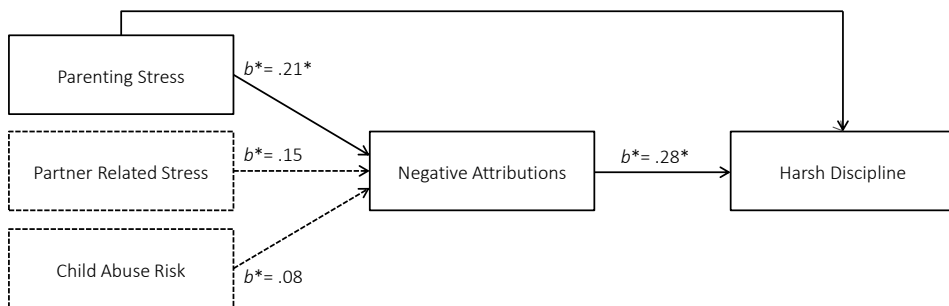 Parenting Stress
b*= .21*
Partner Related Stress
b*= .15
Negative Attributions
b*= .28*
Harsh Discipline
Child Abuse Risk
b*= .08